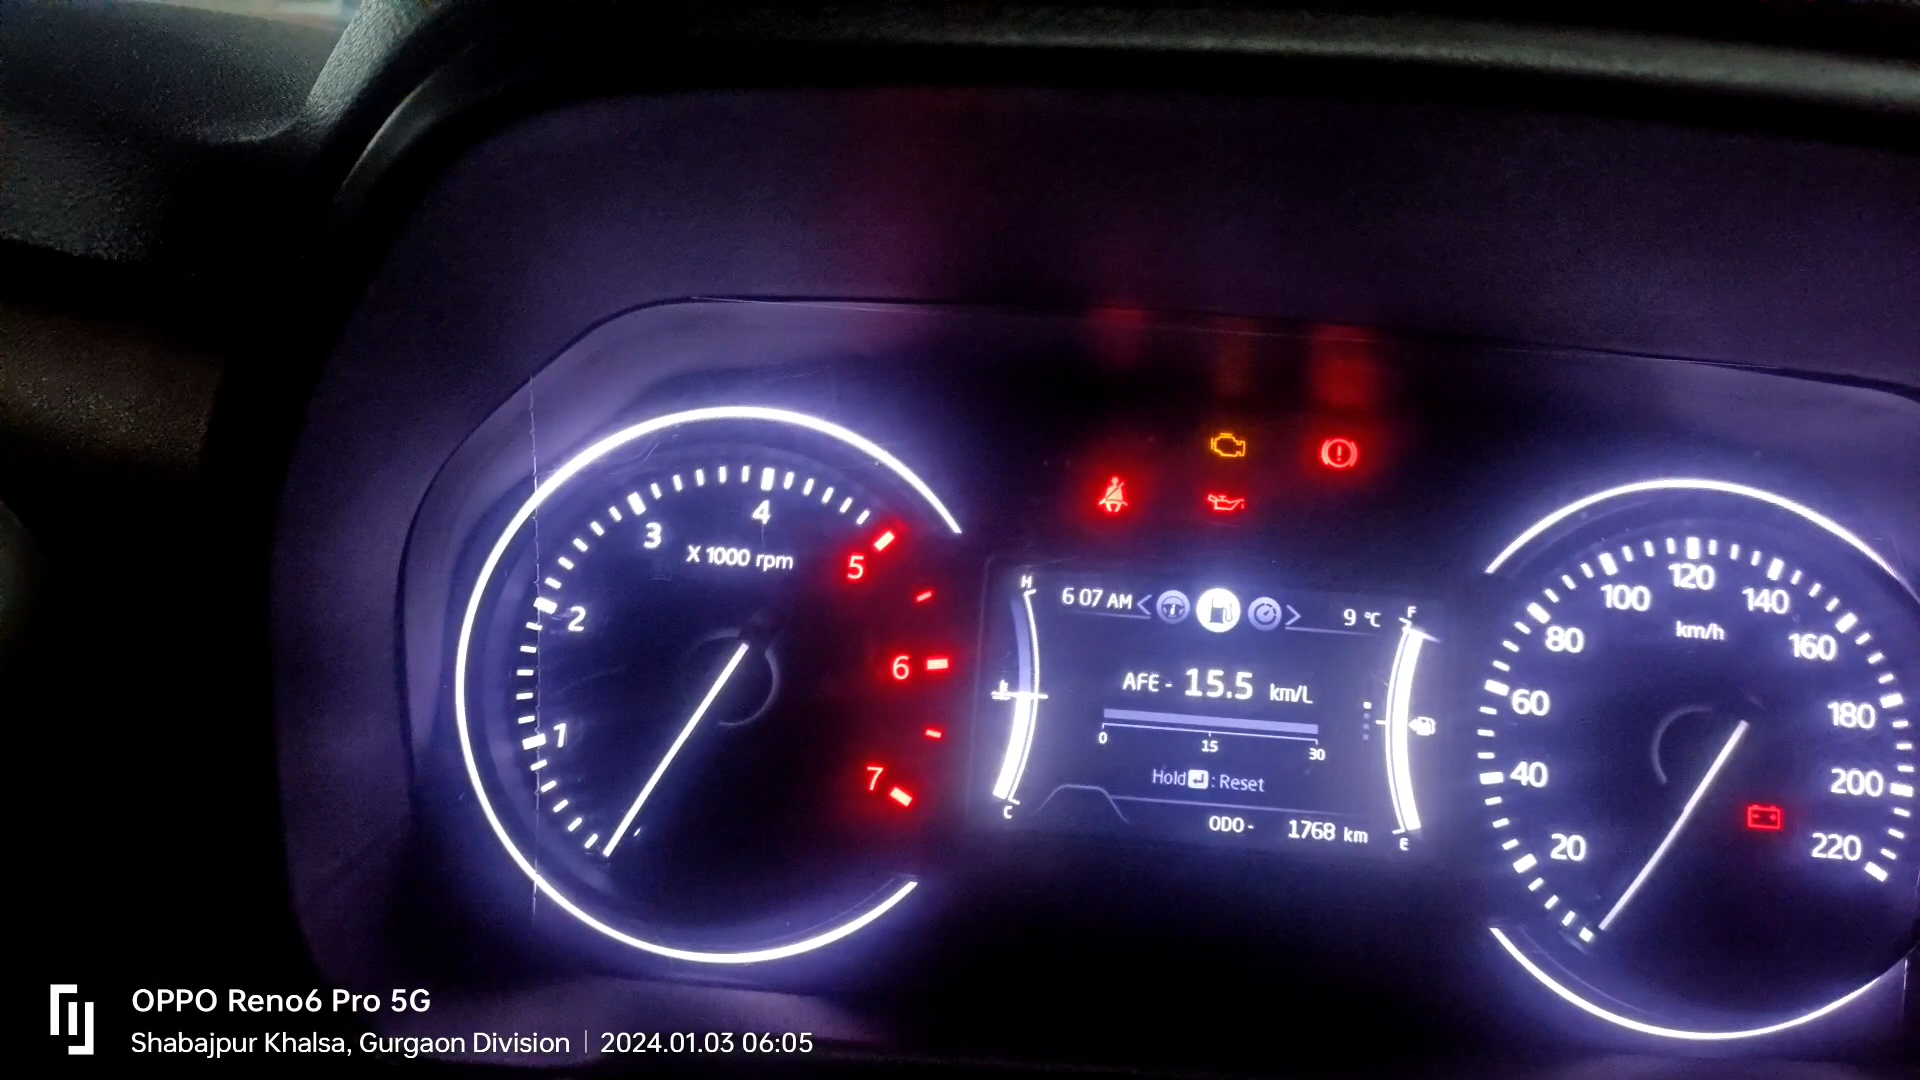 X 1000 rpm
1
2
3
4
5
6
7
H
C
6 07 AM
9 °C
AFE - 15.5 km/L
0
15
30
Hold : Reset
ODO - 1768 km
F
E
km/h
20
40
60
80
100
120
140
160
180
200
220
OPPO Reno6 Pro 5G
Shabajpur Khalsa, Gurgaon Division | 2024.01.03 06:05